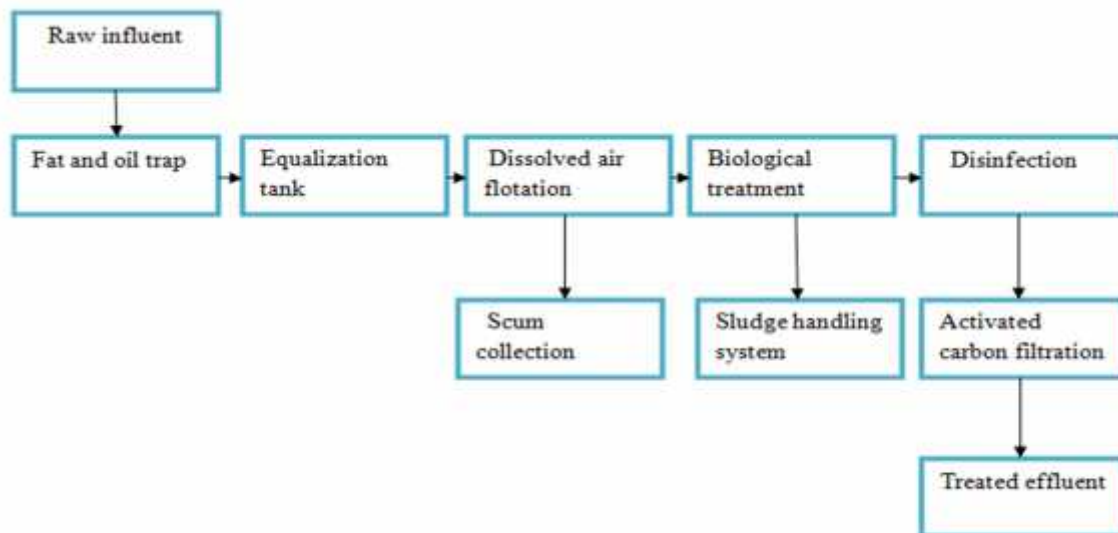 Raw influent
Fat and oil trap
Equalization
tank
Dissolved air
flotation
Biological
treatment
Disinfection
Scum
collection
Sludge handling
system
Activated
carbon filtration
Treated effluent